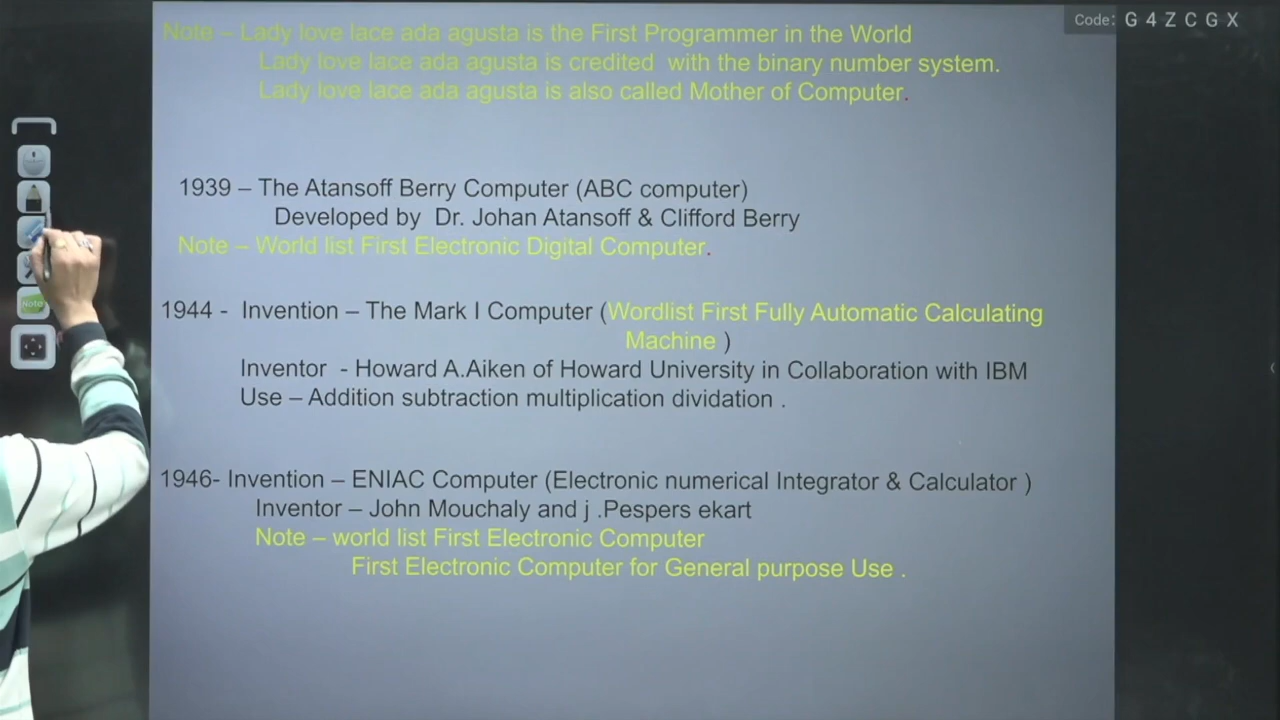 Code: G 4 Z C G X
Note – Lady love lace ada agusta is the First Programmer in the World
Lady love lace ada agusta is credited with the binary number system.
Lady love lace ada agusta is also called Mother of Computer.
1939 – The Atansoff Berry Computer (ABC computer)
Developed by Dr. Johan Atansoff & Clifford Berry
Note – World list First Electronic Digital Computer.
1944 - Invention – The Mark I Computer (Wordlist First Fully Automatic Calculating
Machine )
Inventor - Howard A.Aiken of Howard University in Collaboration with IBM
Use – Addition subtraction multiplication dividation .
1946- Invention – ENIAC Computer (Electronic numerical Integrator & Calculator )
Inventor – John Mouchaly and j .Pespers ekart
Note – world list First Electronic Computer
First Electronic Computer for General purpose Use .
Note